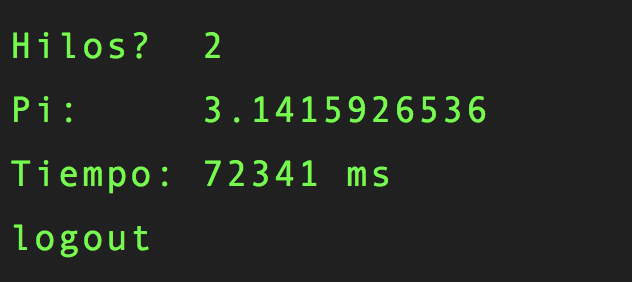 Hilos?  2
Pi:     3.1415926536
Tiempo: 72341 ms
logout